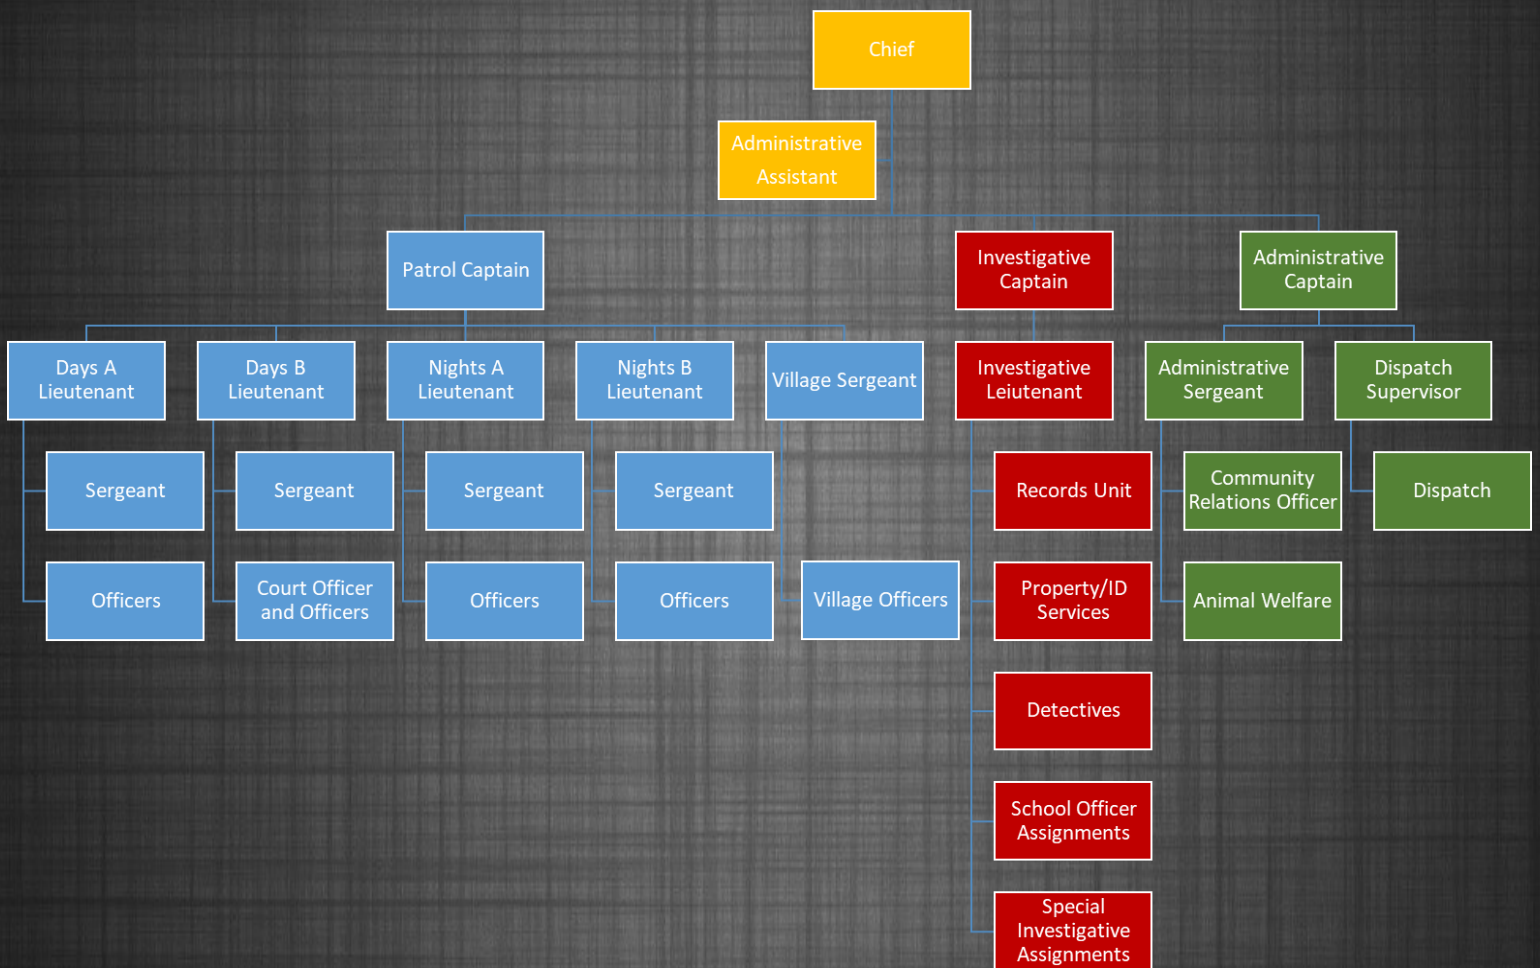 Chief
Administrative
Assistant
Patrol Captain
Investigative
Captain
Administrative
Captain
Days A
Lieutenant
Days B
Lieutenant
Nights A
Lieutenant
Nights B
Lieutenant
Village Sergeant
Investigative
Leiutenant
Administrative
Sergeant
Dispatch
Supervisor
Sergeant
Sergeant
Sergeant
Sergeant
Records Unit
Community
Relations Officer
Dispatch
Officers
Court Officer
and Officers
Officers
Officers
Village Officers
Property/ID
Services
Animal Welfare
Detectives
School Officer
Assignments
Special
Investigative
Assignments